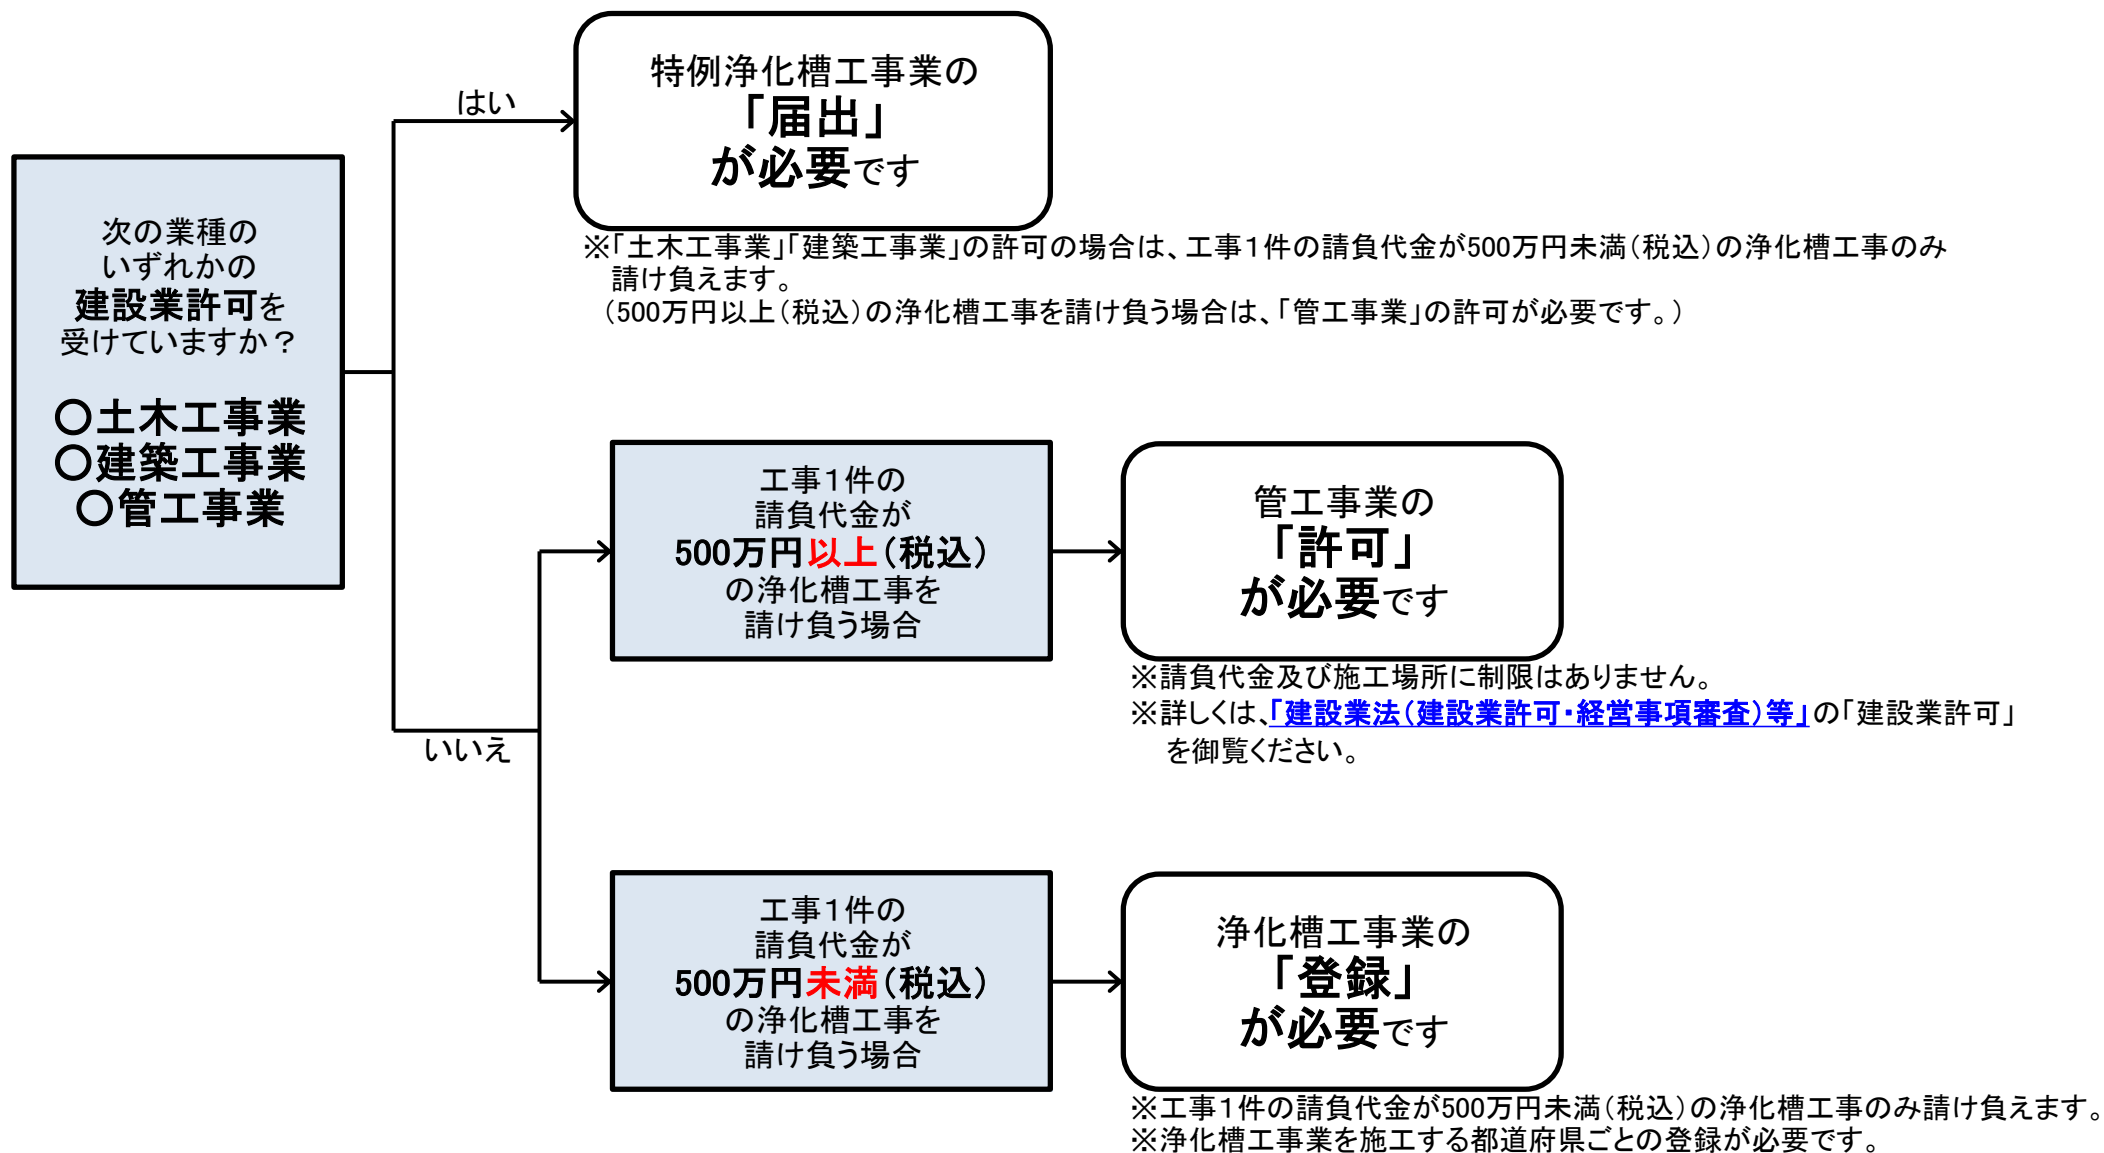 次の業種の
いずれかの
建設業許可を
受けていますか？
○土木工事業
○建築工事業
○管工事業
はい
特例浄化槽工事業の
「届出」
が必要です
※「土木工事業」「建築工事業」の許可の場合は、工事１件の請負代金が500万円未満（税込）の浄化槽工事のみ
請け負えます。
（500万円以上（税込）の浄化槽工事を請け負う場合は、「管工事業」の許可が必要です。）
いいえ
工事１件の
請負代金が
500万円以上（税込）
の浄化槽工事を
請け負う場合
管工事業の
「許可」
が必要です
※請負代金及び施工場所に制限はありません。
※詳しくは、「建設業法（建設業許可・経営事項審査）等」の「建設業許可」
を御覧ください。
工事１件の
請負代金が
500万円未満（税込）
の浄化槽工事を
請け負う場合
浄化槽工事業の
「登録」
が必要です
※工事１件の請負代金が500万円未満（税込）の浄化槽工事のみ請け負えます。
※浄化槽工事業を施工する都道府県ごとの登録が必要です。